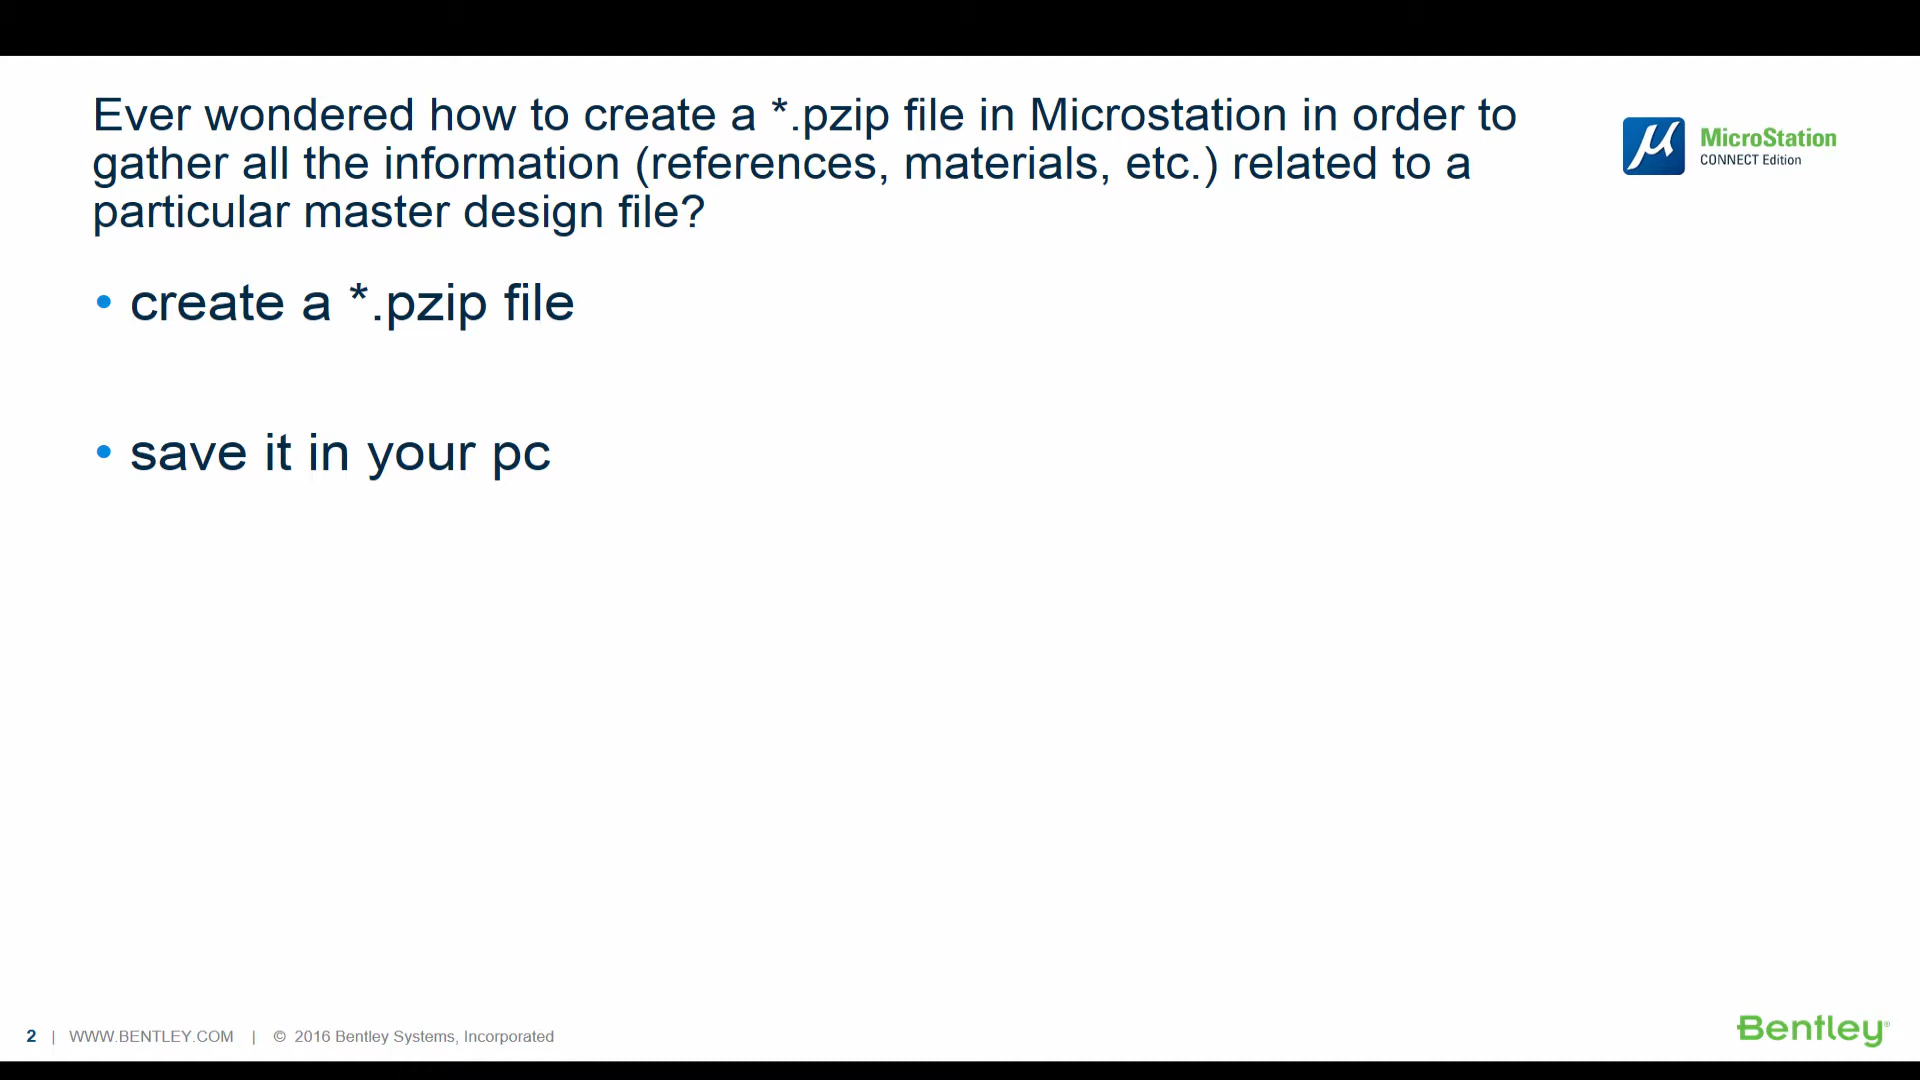 Ever wondered how to create a *.pzip file in Microstation in order to
gather all the information (references, materials, etc.) related to a
particular master design file?
MicroStation
CONNECT Edition
• create a *.pzip file
• save it in your pc
2 | WWW.BENTLEY.COM | © 2016 Bentley Systems, Incorporated
Bentley®